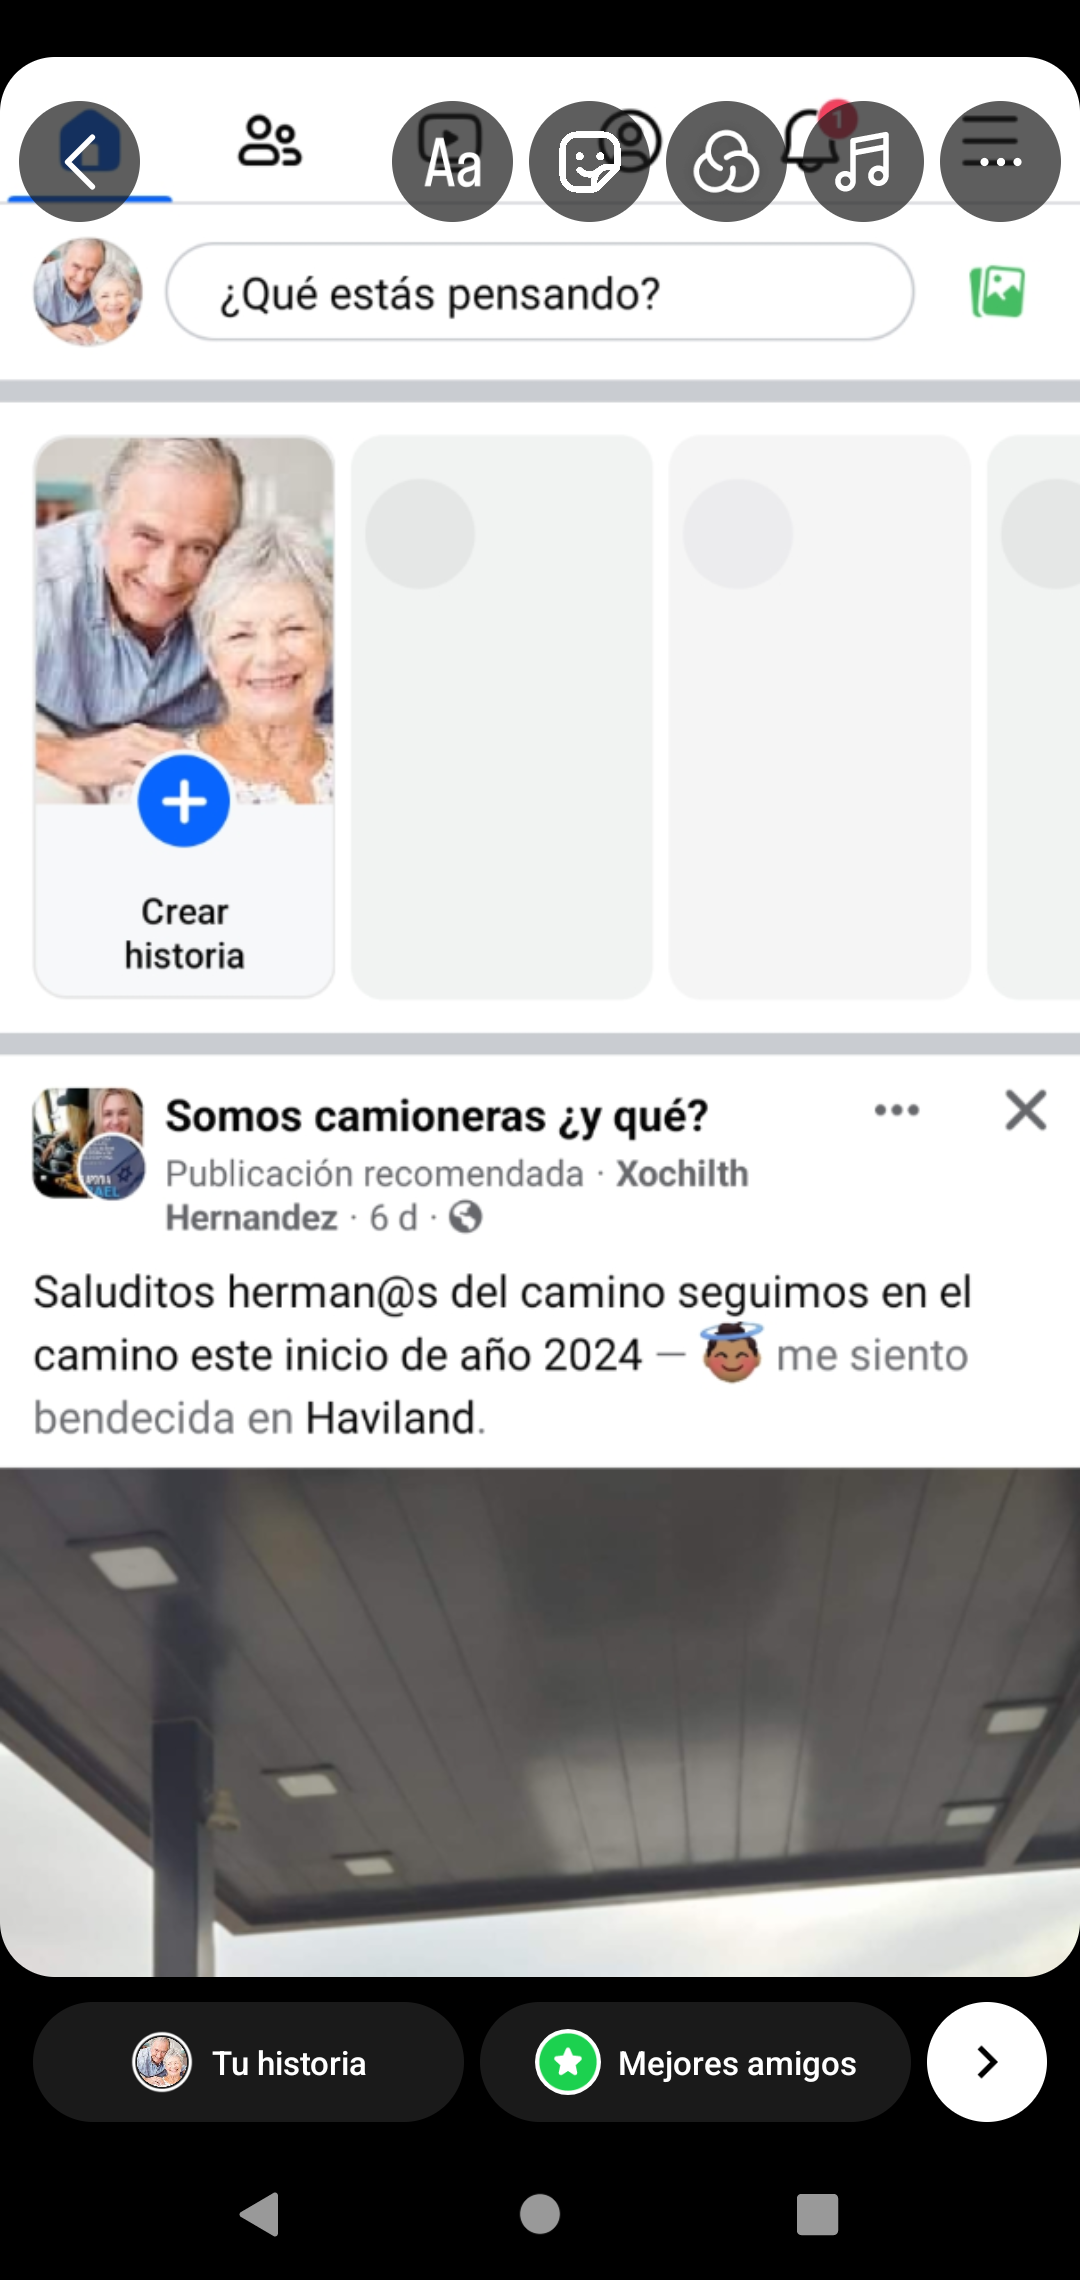 Aa
1
¿Qué estás pensando?
Crear
historia
Somos camioneras ¿y qué?
Publicación recomendada · Xochilth
Hernandez · 6 d ·
Saluditos herman@s del camino seguimos en el
camino este inicio de año 2024 — me siento
bendecida en Haviland.
Tu historia
Mejores amigos